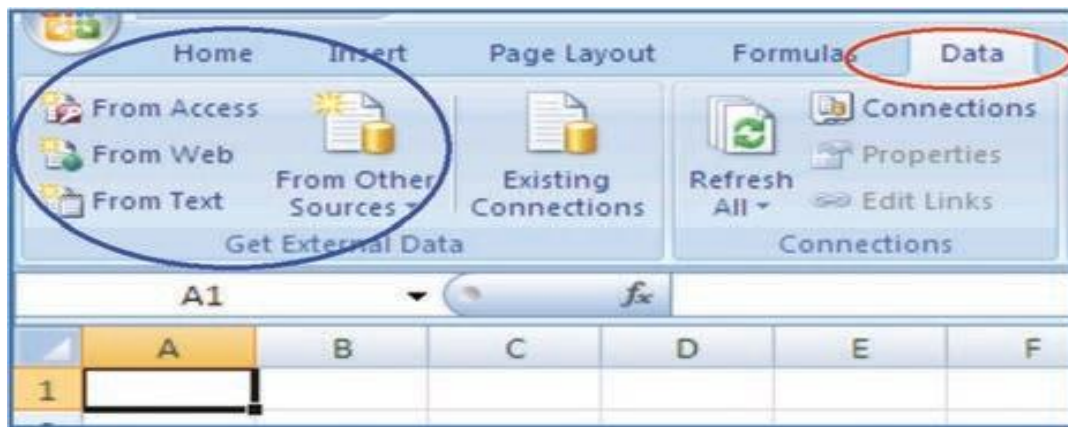 Home Insert Page Layout Formulas Data
From Access
From Web
From Text
From Other
Sources
Existing
Connections
Get External Data
Refresh
All
Connections
Properties
Edit Links
Connections
A1 fx
A B C D E F
1